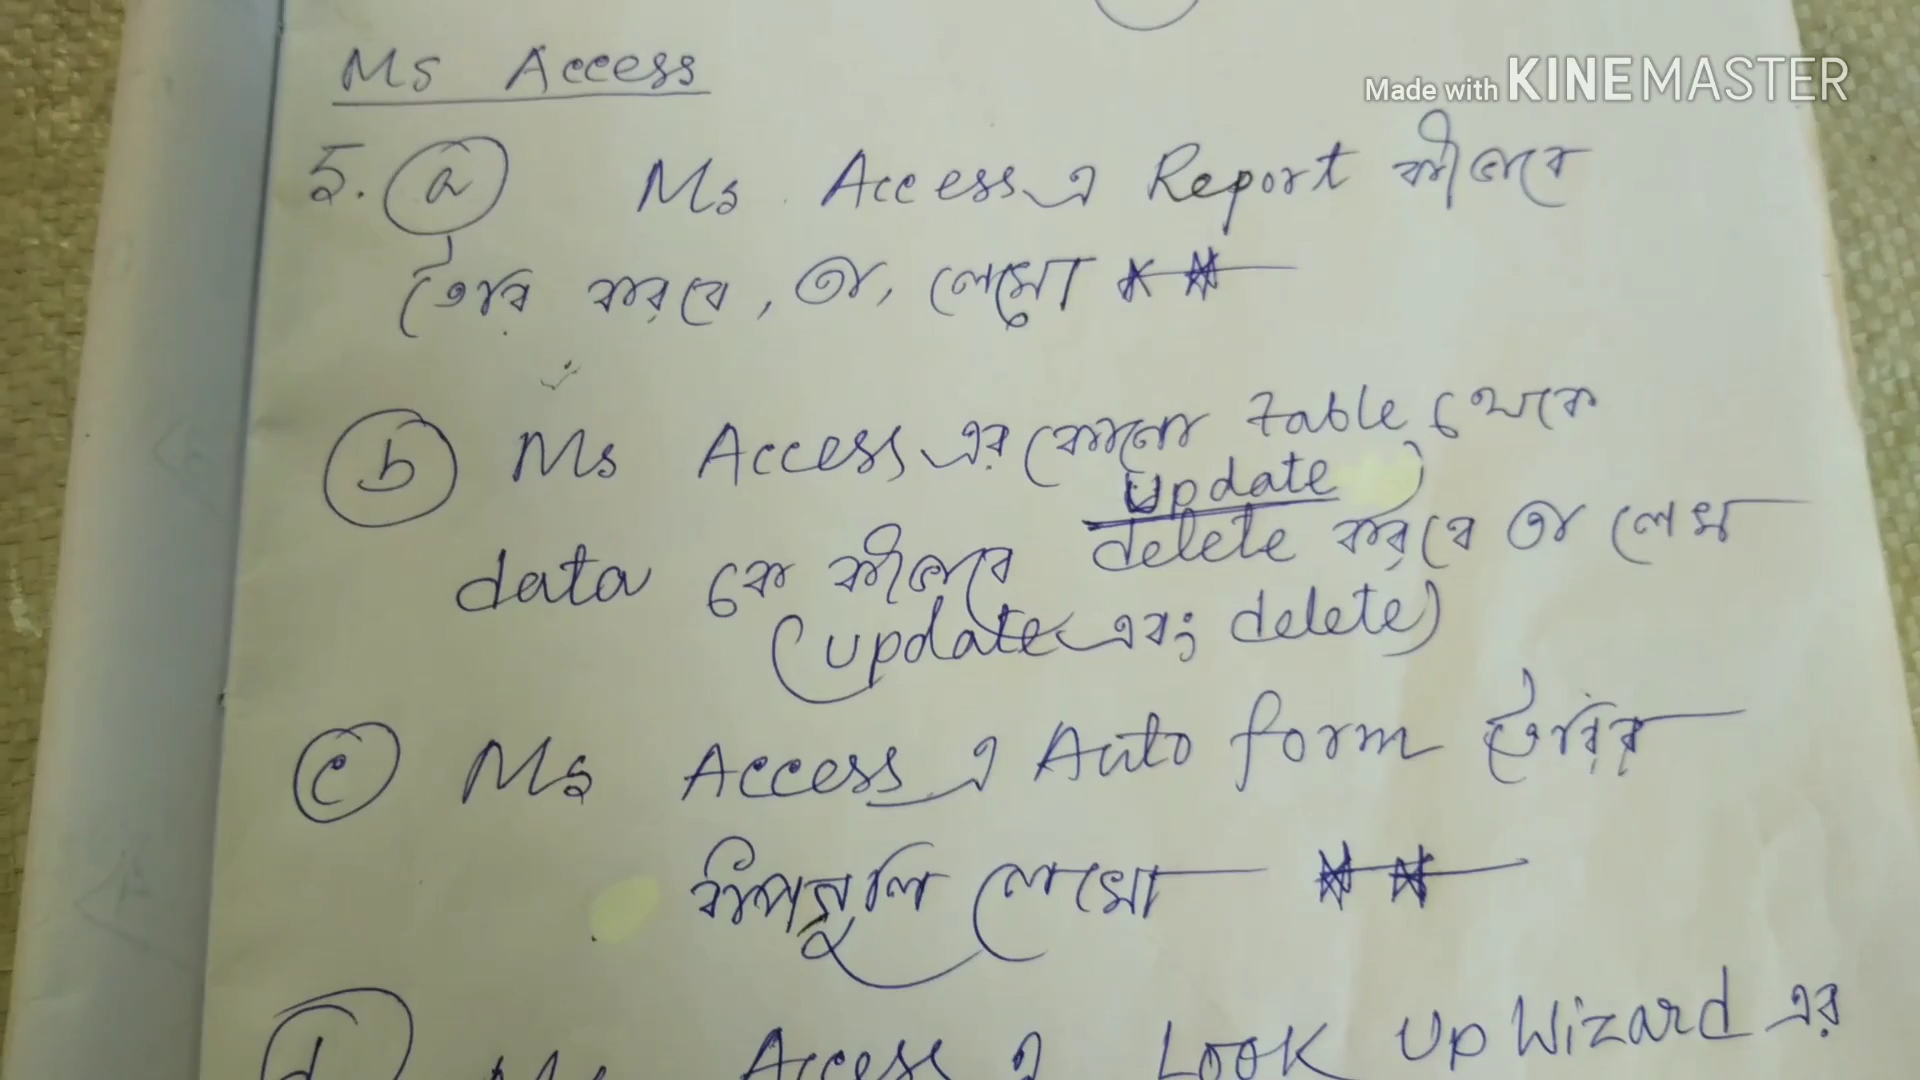 Made with KINEMASTER
Ms Access
5. (a) Ms Access এ Report কীভাবে
তৈরি করবে, তা, লেখো
(b) Ms Access এর কোনো table থেকে
update
data কে কীভাবে delete করবে তা লেখ
(update এবং delete)
(c) Ms Access এ Auto form তৈরির
ধাপগুলি লেখো
(d) Ms Access এ Look Up Wizard এর